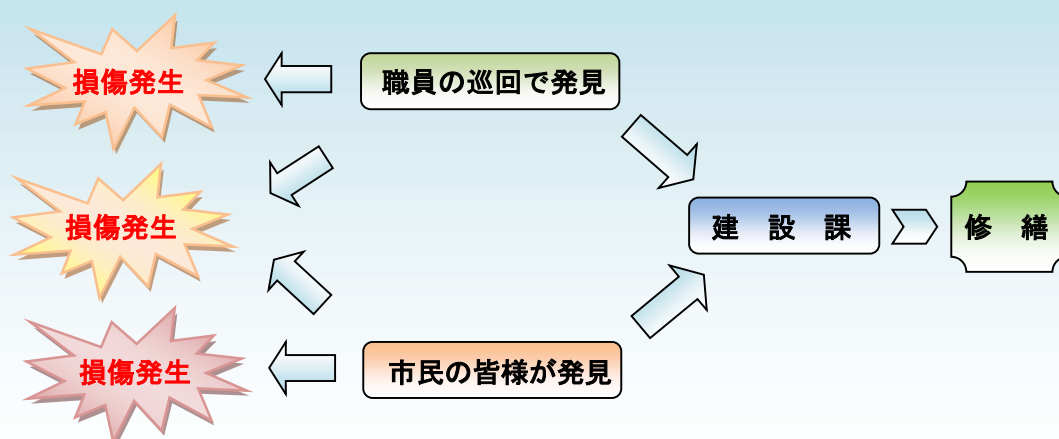 損傷発生
職員の巡回で発見
損傷発生
建　設　課
修　繕
損傷発生
市民の皆様が発見